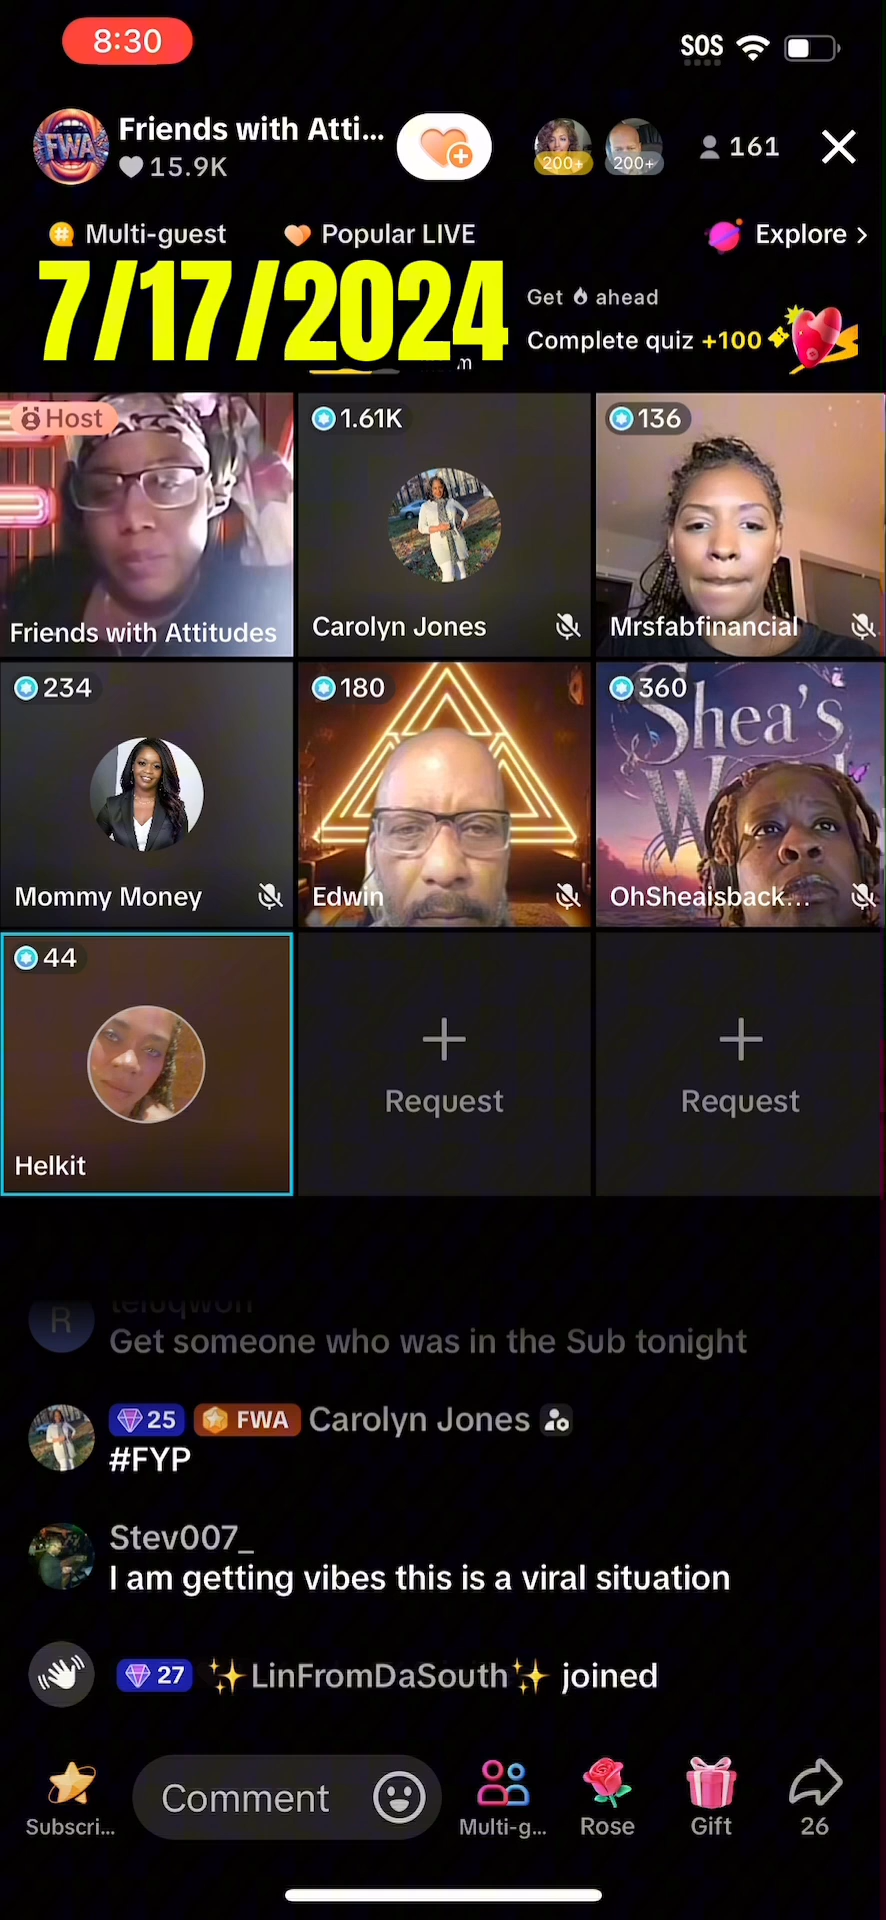 8:30
SOS
FWA
Friends with Atti...
15.9K
200+
200+
161
Multi-guest
Popular LIVE
Explore >
7/17/2024
Get ahead
Complete quiz +100
m
Host
Friends with Attitudes
1.61K
Carolyn Jones
136
Mrsfabfinancial
234
Mommy Money
180
Edwin
360
Shea's
OhSheaisback...
44
Helkit
Request
Request
R
Get someone who was in the Sub tonight
25 FWA Carolyn Jones
#FYP
Stev007_
I am getting vibes this is a viral situation
27 ✨LinFromDaSouth✨ joined
Subscri...
Comment
Multi-g...
Rose
Gift
26